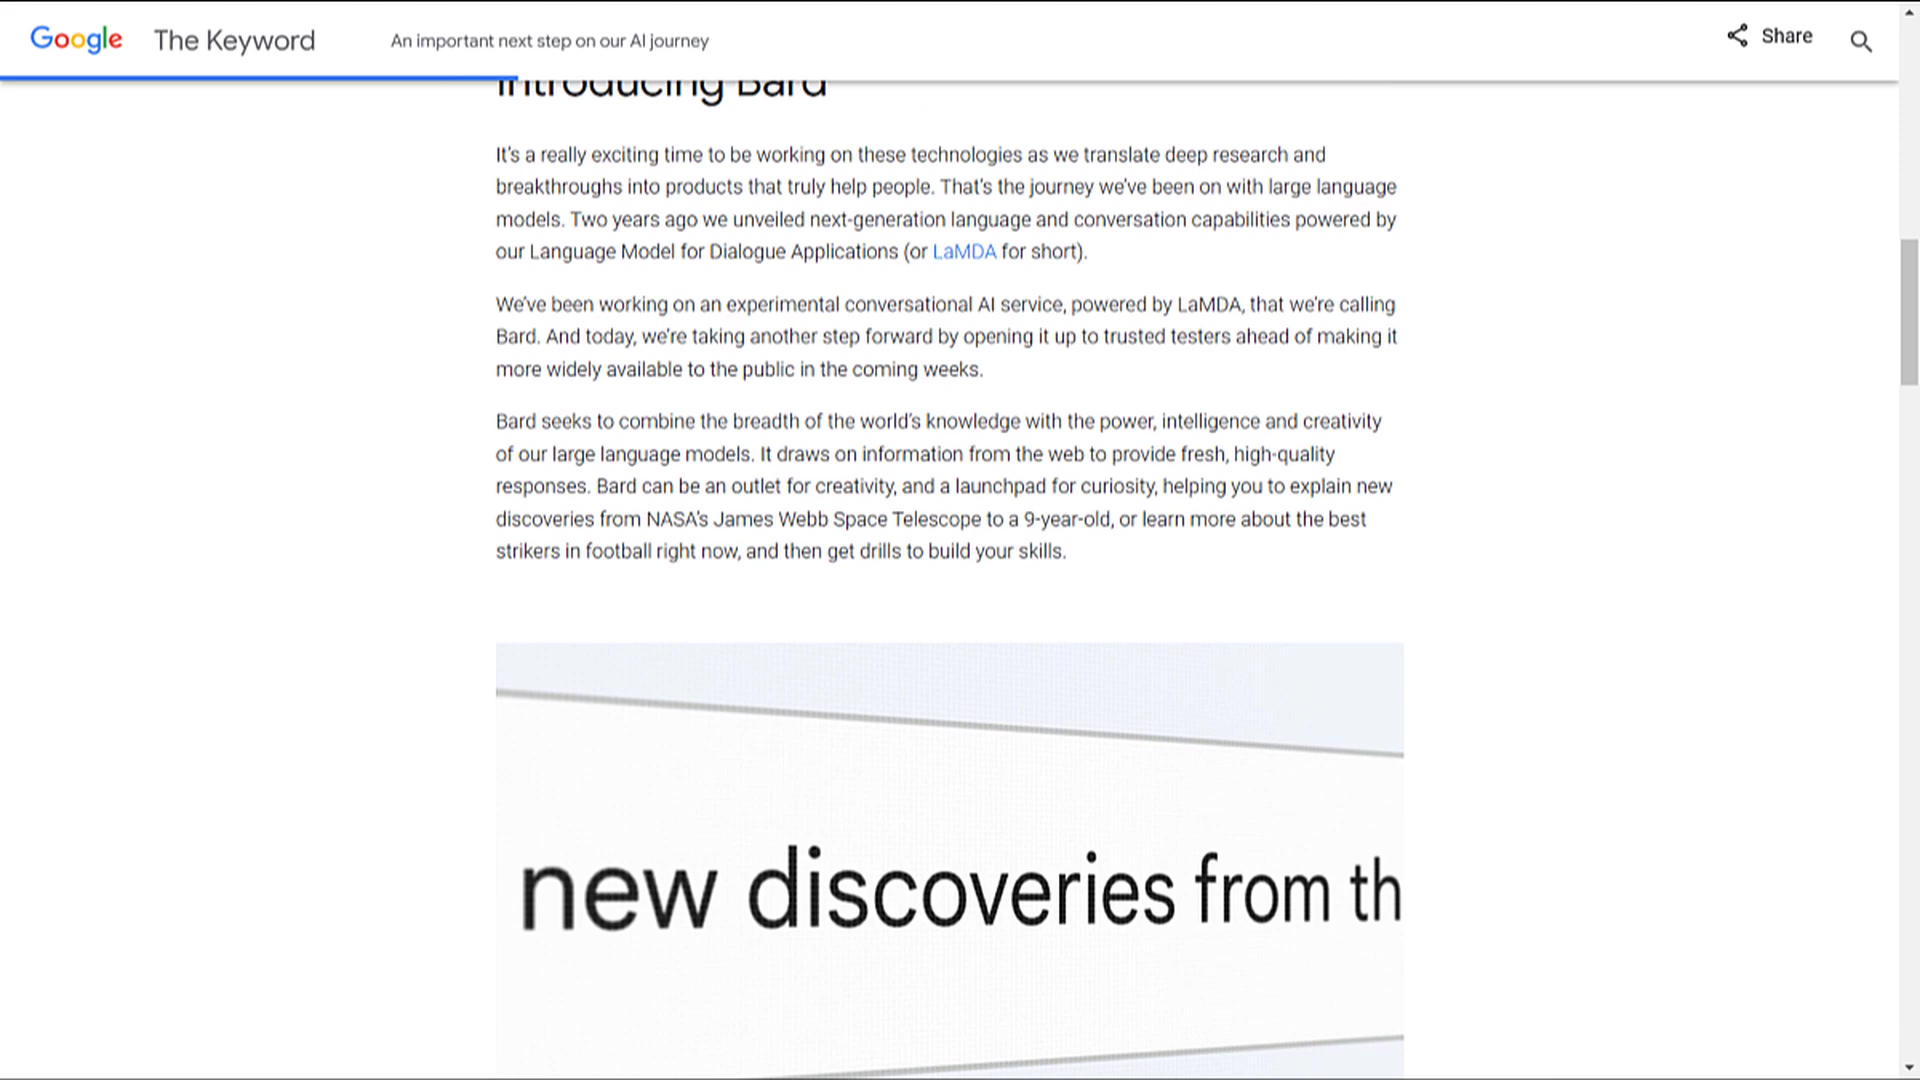 Google The Keyword An important next step on our AI journey Share
Introducing Bard
It's a really exciting time to be working on these technologies as we translate deep research and
breakthroughs into products that truly help people. That's the journey we've been on with large language
models. Two years ago we unveiled next-generation language and conversation capabilities powered by
our Language Model for Dialogue Applications (or LaMDA for short).
We've been working on an experimental conversational AI service, powered by LaMDA, that we're calling
Bard. And today, we're taking another step forward by opening it up to trusted testers ahead of making it
more widely available to the public in the coming weeks.
Bard seeks to combine the breadth of the world's knowledge with the power, intelligence and creativity
of our large language models. It draws on information from the web to provide fresh, high-quality
responses. Bard can be an outlet for creativity, and a launchpad for curiosity, helping you to explain new
discoveries from NASA's James Webb Space Telescope to a 9-year-old, or learn more about the best
strikers in football right now, and then get drills to build your skills.
new discoveries from th